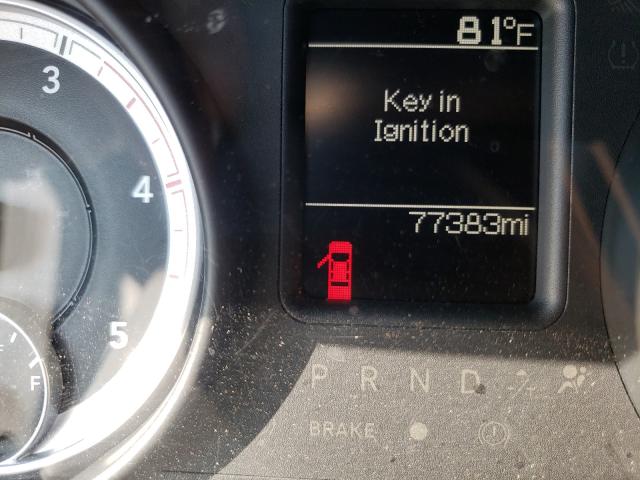 81°F
3
Key in
Ignition
4
77383mi
5
F
P R N D
BRAKE